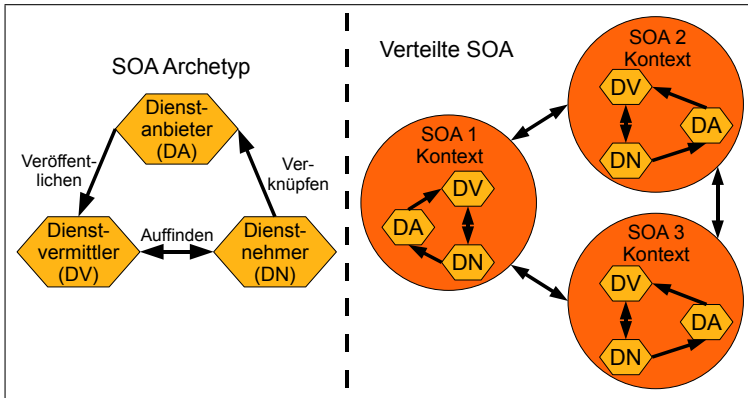 SOA Archetyp
Dienst-
anbieter
(DA)
Veröffent-
lichen
Ver-
knüpfen
Dienst-
vermittler
(DV)
Auffinden
Dienst-
nehmer
(DN)
Verteilte SOA
SOA 1
Kontext
DV
DA
DN
SOA 2
Kontext
DV
DA
DN
SOA 3
Kontext
DV
DA
DN